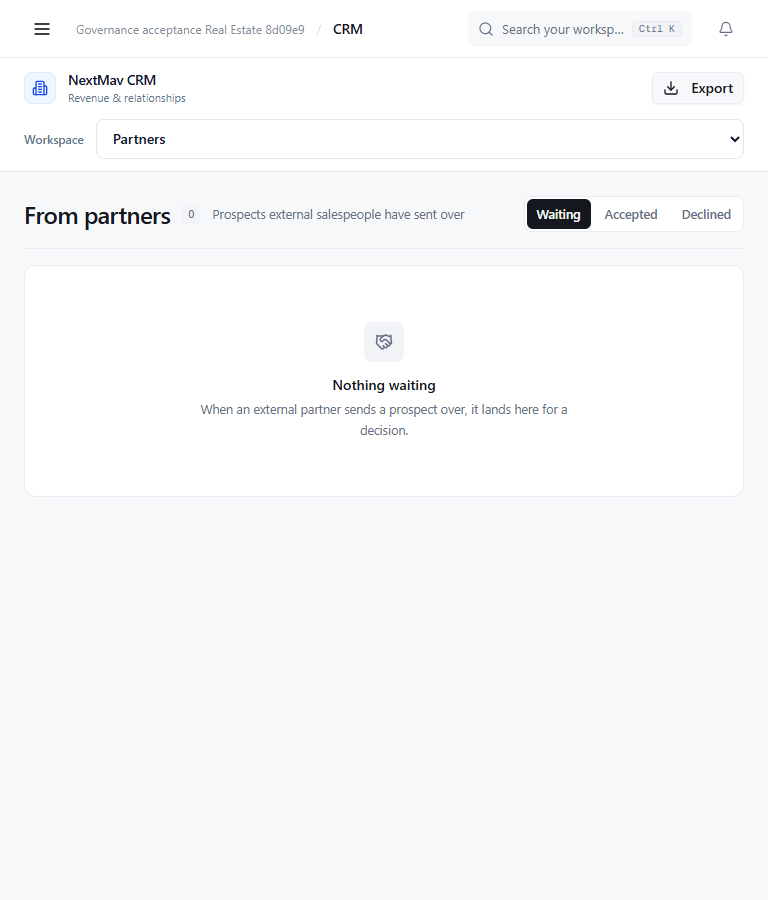 Governance acceptance Real Estate 8d09e9 / CRM
Search your worksp... Ctrl K
NextMav CRM
Revenue & relationships
Export
Workspace
Partners
From partners 0 Prospects external salespeople have sent over
Waiting Accepted Declined
Nothing waiting
When an external partner sends a prospect over, it lands here for a
decision.